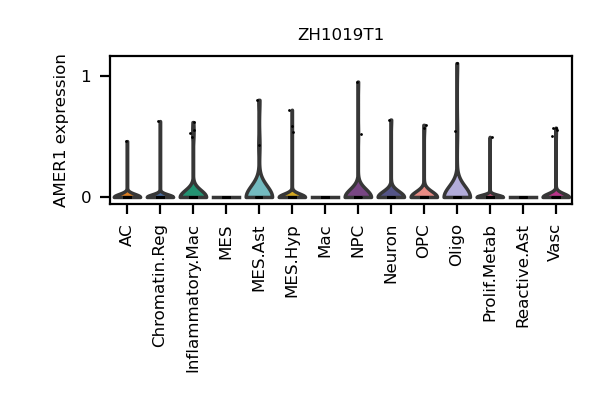 ZH1019T1
AMER1 expression
1
0
AC
Chromatin.Reg
Inflammatory.Mac
MES
MES.Ast
MES.Hyp
Mac
NPC
Neuron
OPC
Oligo
Prolif.Metab
Reactive.Ast
Vasc